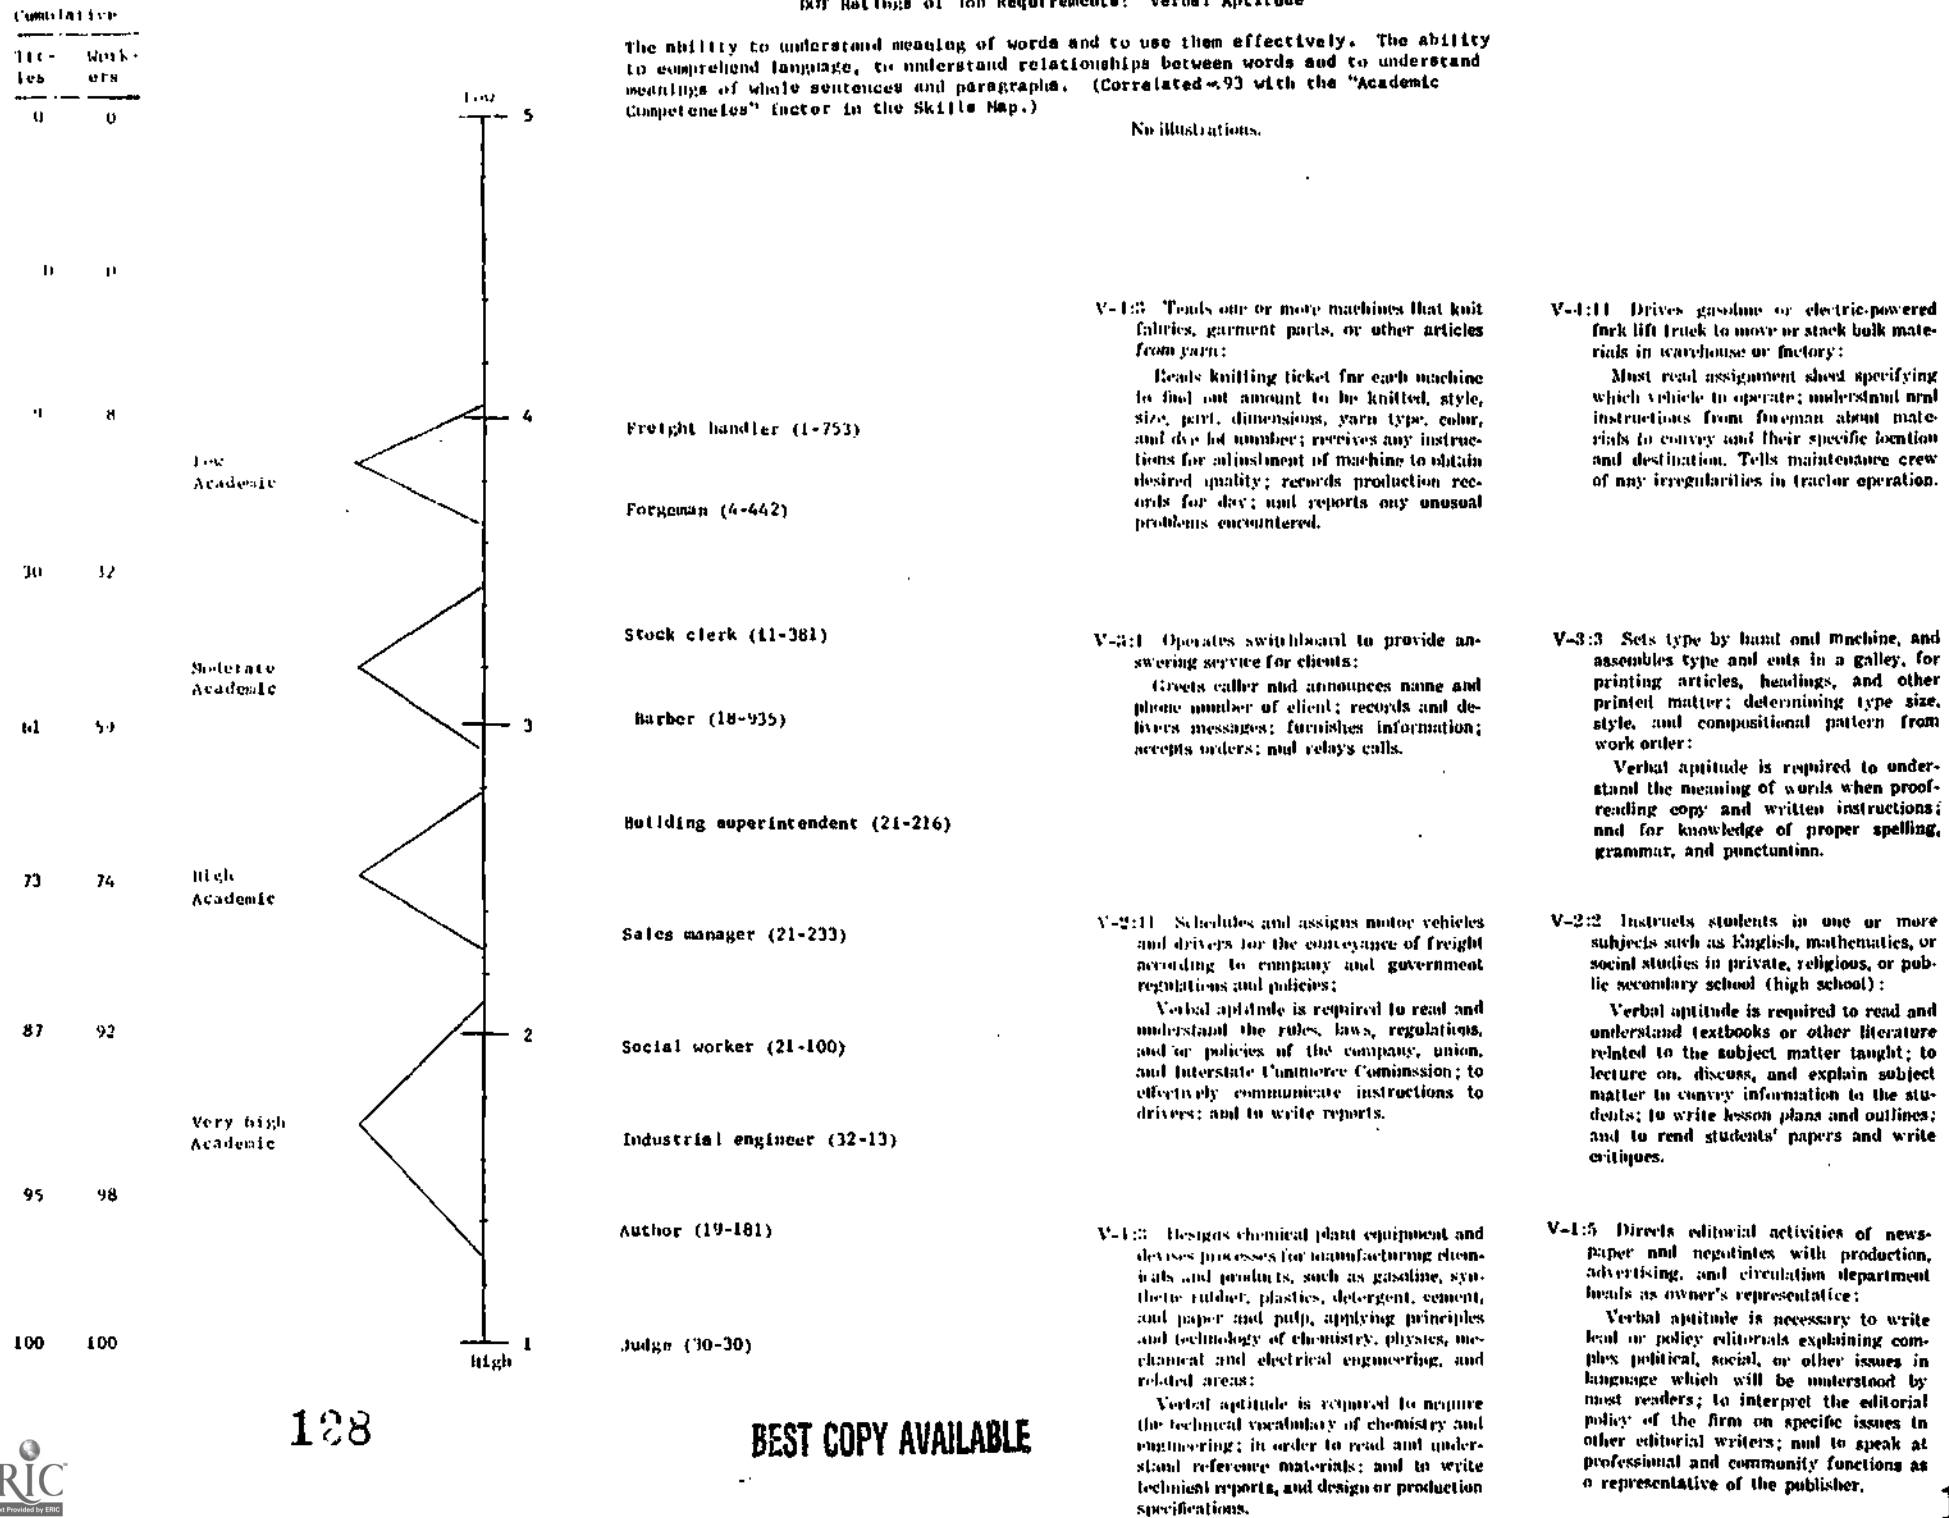 Cumulative
DOT Ratings of Job Requirements: Verbal Aptitude
Tit- Work-
les ers
The ability to understand meaning of words and to use them effectively. The ability
to comprehend language, to understand relationships between words and to understand
meanings of whole sentences and paragraphs. (Correlated .93 with the "Academic
Competencies" factor in the Skills Map.)
No illustrations.
Low
0 0
5
0 0
8
4
Low
Academic
Freight handler (1-753)
Forgeman (4-442)
V-4: Tends one or more machines that knit
fabrics, garment parts, or other articles
from yarn:
Reads knitting ticket for each machine
to find out amount to be knitted, style,
size, part, dimensions, yarn type, color,
and dye lot number; receives any instruc-
tions for adjustment of machine to obtain
desired quality; records production rec-
ords for day; and reports any unusual
problems encountered.
V-4:11 Drives gasoline or electric-powered
fork lift truck to move or stack bulk mate-
rials in warehouse or factory:
Must read assignment sheet specifying
which vehicle to operate; understand oral
instructions from foreman about mate-
rials to convey and their specific location
and destination. Tells maintenance crew
of any irregularities in tractor operation.
30 32
Moderate
Academic
Stock clerk (11-381)
Barber (18-935)
61 59
3
V-3:1 Operates switchboard to provide an-
swering service for clients:
Greets caller and announces name and
phone number of client; records and de-
livers messages; furnishes information;
accepts orders; and relays calls.
V-3:3 Sets type by hand and machine, and
assembles type and cuts in a galley, for
printing articles, headings, and other
printed matter; determining type size,
style, and compositional pattern from
work order:
Verbal aptitude is required to under-
stand the meaning of words when proof-
reading copy and written instructions;
and for knowledge of proper spelling,
grammar, and punctuation.
73 74
High
Academic
Building superintendent (21-216)
Sales manager (21-233)
87 92
2
Social worker (21-100)
V-2:11 Schedules and assigns motor vehicles
and drivers for the conveyance of freight
according to company and government
regulations and policies:
Verbal aptitude is required to read and
understand the rules, laws, regulations,
and/or policies of the company, union,
and Interstate Commerce Commission; to
effectively communicate instructions to
drivers; and to write reports.
V-2:2 Instructs students in one or more
subjects such as English, mathematics, or
social studies in private, religious, or pub-
lic secondary school (high school):
Verbal aptitude is required to read and
understand textbooks or other literature
related to the subject matter taught; to
lecture on, discuss, and explain subject
matter to convey information to the stu-
dents; to write lesson plans and outlines;
and to read students' papers and write
critiques.
Very high
Academic
Industrial engineer (32-13)
95 98
Author (19-181)
100 100
1
High
Judge (30-30)
V-1: Designs chemical plant equipment and
devises processes for manufacturing chem-
icals and products, such as gasoline, syn-
thetic rubber, plastics, detergent, cement,
and paper and pulp, applying principles
and technology of chemistry, physics, me-
chanical and electrical engineering, and
related areas:
Verbal aptitude is required to acquire
the technical vocabulary of chemistry and
engineering; in order to read and under-
stand reference materials; and to write
technical reports, and design or production
specifications.
V-1:5 Directs editorial activities of news-
paper and negotiates with production,
advertising, and circulation department
heads as owner's representative:
Verbal aptitude is necessary to write
lead or policy editorials explaining com-
plex political, social, or other issues in
language which will be understood by
most readers; to interpret the editorial
policy of the firm on specific issues to
other editorial writers; and to speak at
professional and community functions as
a representative of the publisher.
128
BEST COPY AVAILABLE
ERIC
Provided by ERIC